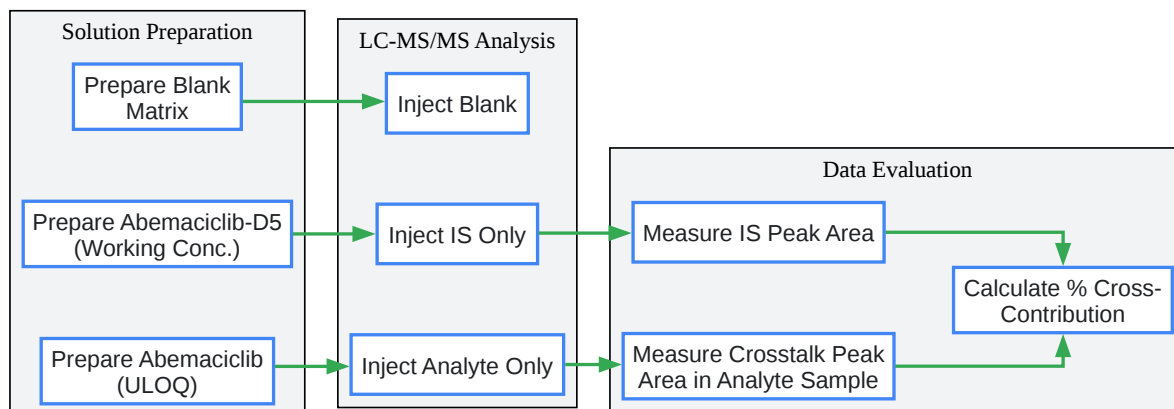 Solution Preparation
Prepare Blank
Matrix
Prepare Abemaciclib-D5
(Working Conc.)
Prepare Abemaciclib
(ULOQ)
LC-MS/MS Analysis
Inject Blank
Inject IS Only
Inject Analyte Only
Data Evaluation
Measure IS Peak Area
Measure Crosstalk Peak
Area in Analyte Sample
Calculate % Cross-
Contribution